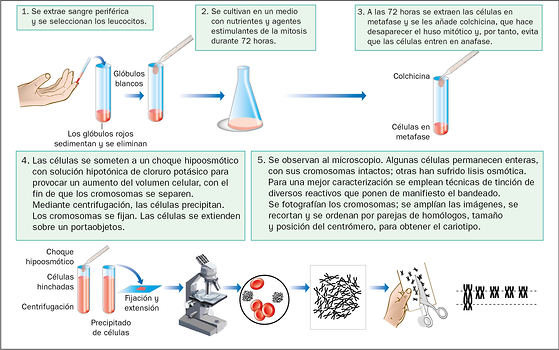 1. Se extrae sangre periférica
y se seleccionan los leucocitos.
2. Se cultivan en un medio
con nutrientes y agentes
estimulantes de la mitosis
durante 72 horas.
3. A las 72 horas se extraen las células en
metafase y se les añade colchicina, que hace
desaparecer el huso mitótico y, por tanto, evita
que las células entren en anafase.
Glóbulos
blancos
Los glóbulos rojos
sedimentan y se eliminan
Colchicina
Células en
metafase
4. Las células se someten a un choque hipoosmótico
con solución hipotónica de cloruro potásico para
provocar un aumento del volumen celular, con el
fin de que los cromosomas se separen.
Mediante centrifugación, las células precipitan.
Los cromosomas se fijan. Las células se extienden
sobre un portaobjetos.
5. Se observan al microscopio. Algunas células permanecen enteras,
con sus cromosomas intactos; otras han sufrido lisis osmótica.
Para una mejor caracterización se emplean técnicas de tinción de
diversos reactivos que ponen de manifiesto el bandeado.
Se fotografían los cromosomas; se amplían las imágenes, se
recortan y se ordenan por parejas de homólogos, tamaño
y posición del centrómero, para obtener el cariotipo.
Choque
hipoosmótico
Células
hinchadas
Centrifugación
Fijación y
extensión
Precipitado
de células